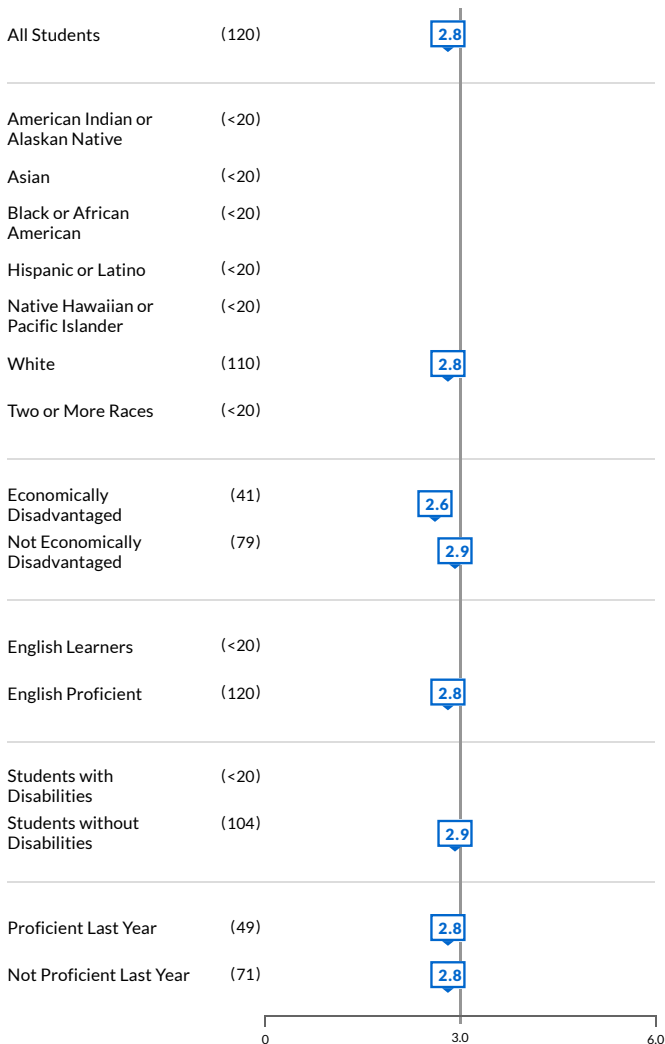 All Students (120) 2.8
American Indian or (<20)
Alaskan Native
Asian (<20)
Black or African (<20)
American
Hispanic or Latino (<20)
Native Hawaiian or (<20)
Pacific Islander
White (110) 2.8
Two or More Races (<20)
Economically (41) 2.6
Disadvantaged
Not Economically (79) 2.9
Disadvantaged
English Learners (<20)
English Proficient (120) 2.8
Students with (<20)
Disabilities
Students without (104) 2.9
Disabilities
Proficient Last Year (49) 2.8
Not Proficient Last Year (71) 2.8
0 3.0 6.0